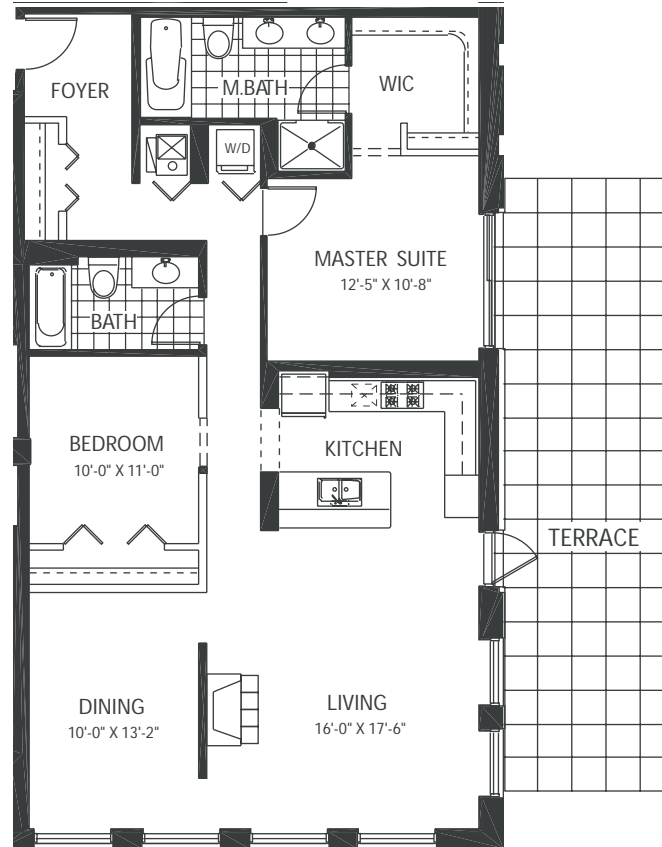 FOYER
M.BATH
WIC
W/D
MASTER SUITE
12'-5" X 10'-8"
BATH
BEDROOM
10'-0" X 11'-0"
KITCHEN
TERRACE
DINING
10'-0" X 13'-2"
LIVING
16'-0" X 17'-6"